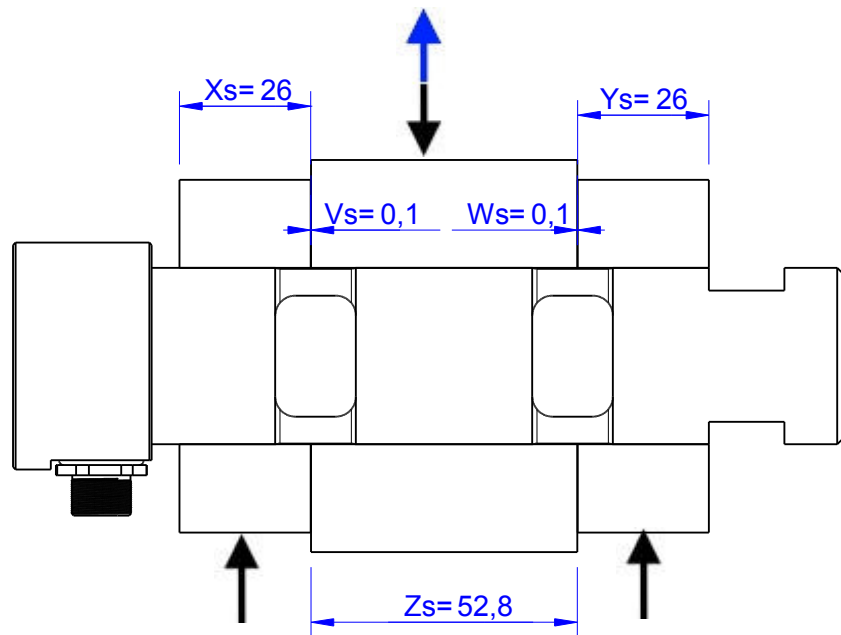 Xs= 26
Ys= 26
Vs= 0,1
Ws= 0,1
Zs= 52,8